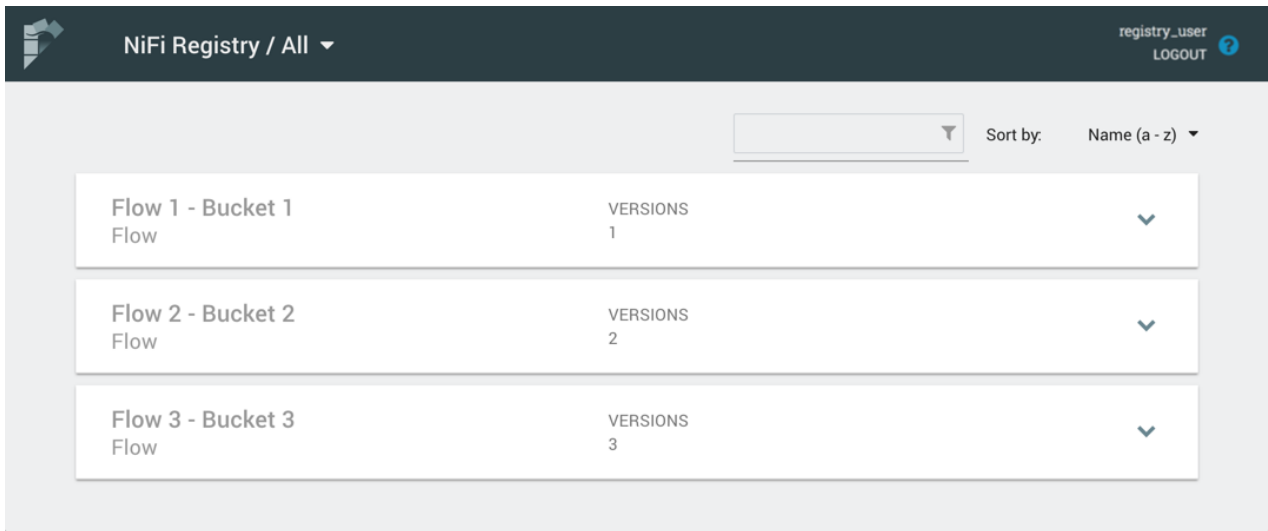 NiFi Registry / All
registry_user
LOGOUT
?
Sort by:
Name (a - z)
Flow 1 - Bucket 1
Flow
VERSIONS
1
Flow 2 - Bucket 2
Flow
VERSIONS
2
Flow 3 - Bucket 3
Flow
VERSIONS
3